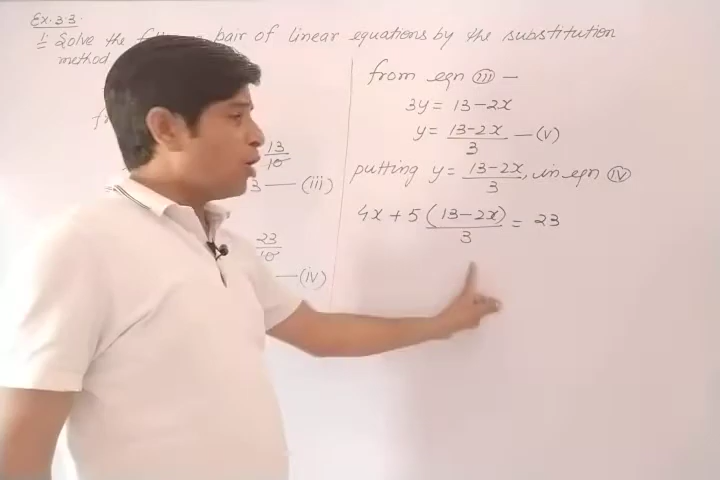 Ex. 3.3.
1. Solve the pair of linear equations by the substitution
method
13
10
3 — (iii)
23
10
— (iv)
from eqn (iii) —
3y = 13-2x
y = 13-2x / 3 — (v)
putting y = 13-2x / 3, in eqn (iv)
4x + 5 (13-2x) / 3 = 23